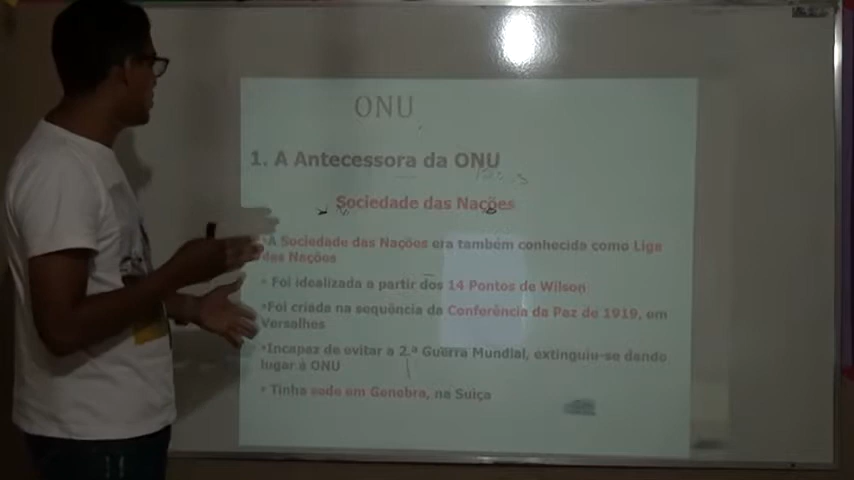 ONU
1. A Antecessora da ONU
Sociedade das Nações
•A Sociedade das Nações era também conhecida como Liga
das Nações
• Foi idealizada a partir dos 14 Pontos de Wilson
•Foi criada na sequência da Conferência da Paz de 1919, em
Versalhes
•Incapaz de evitar a 2.ª Guerra Mundial, extinguiu-se dando
lugar à ONU
• Tinha sede em Genebra, na Suiça